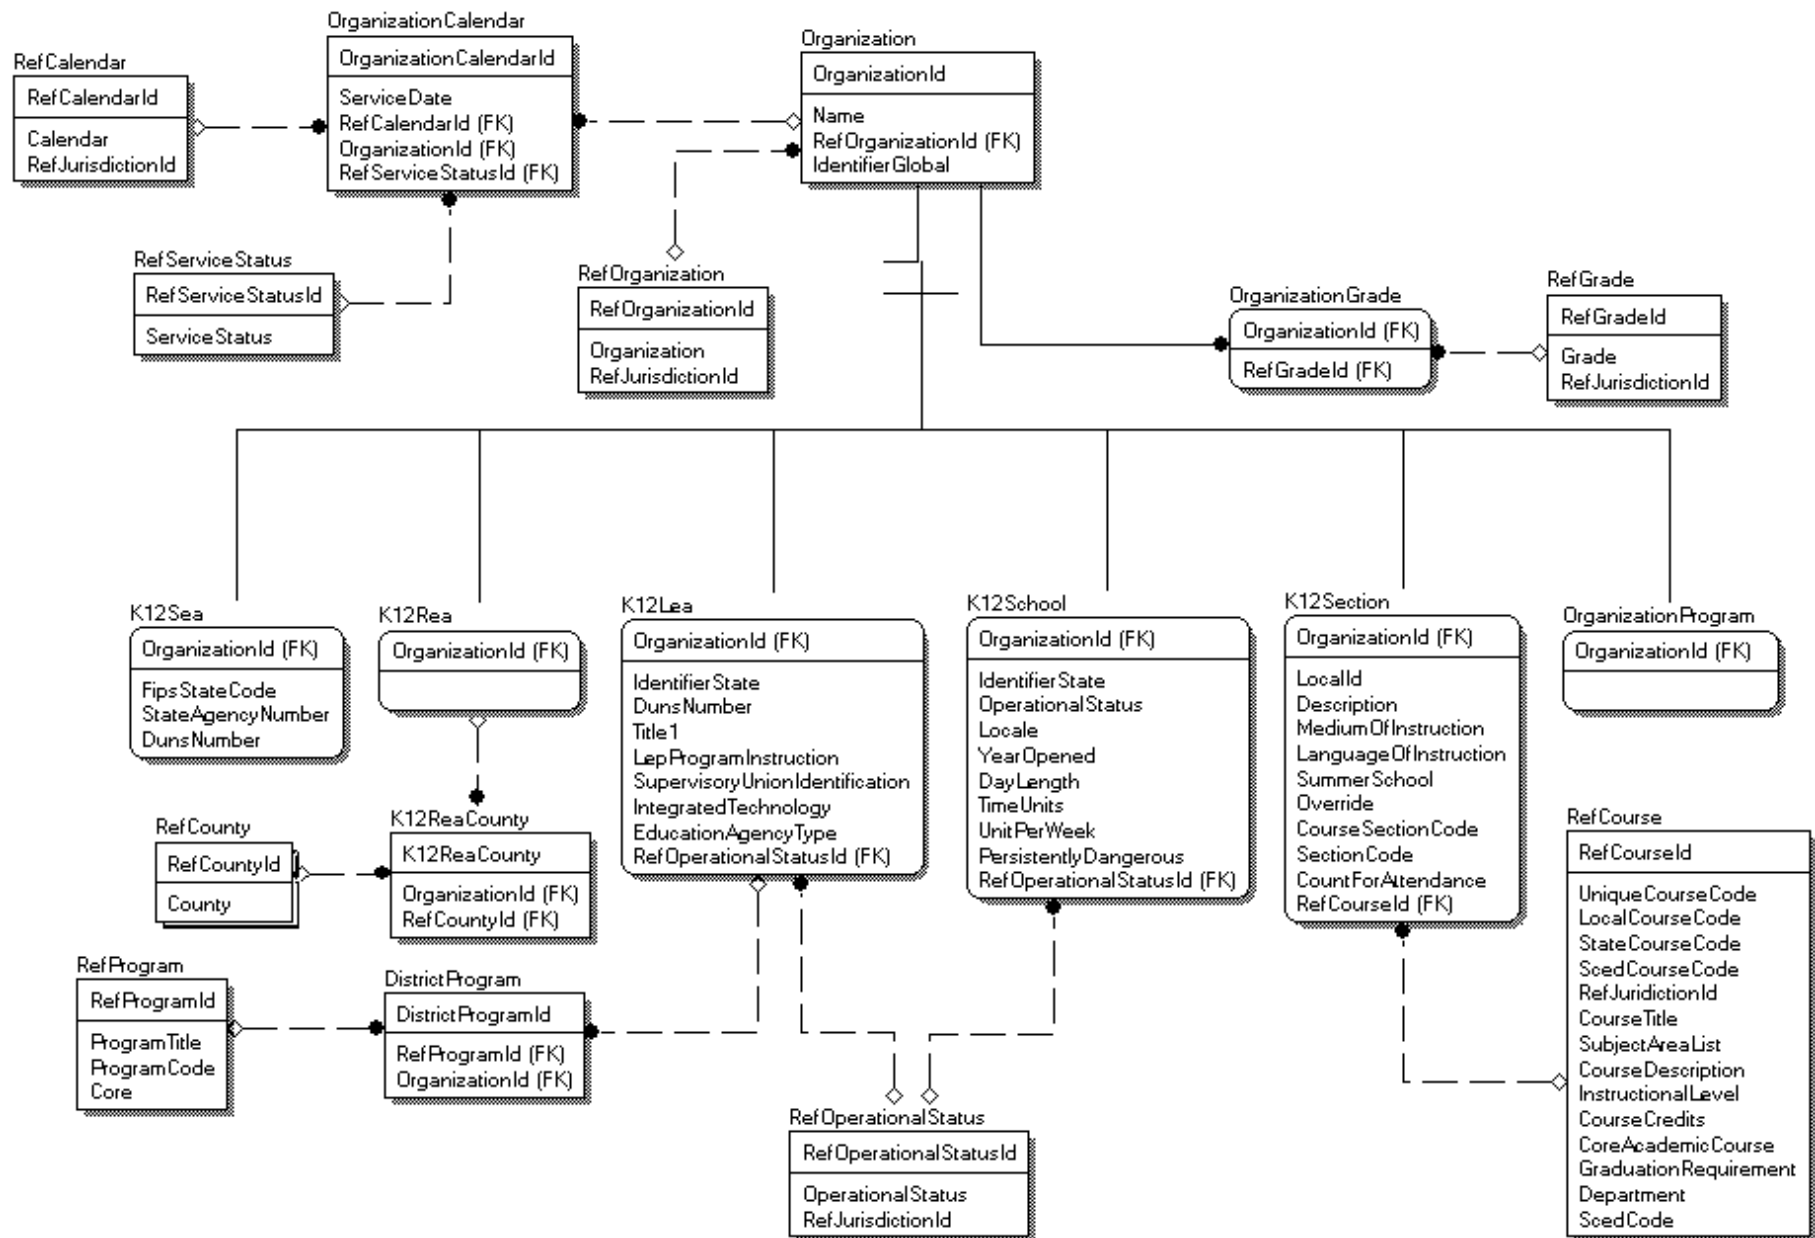 OrganizationCalendar
OrganizationCalendarId
ServiceDate
RefCalendarId (FK)
OrganizationId (FK)
RefServiceStatusId (FK)
Organization
OrganizationId
Name
RefOrganizationId (FK)
IdentifierGlobal
RefCalendar
RefCalendarId
Calendar
RefJurisdictionId
RefServiceStatus
RefServiceStatusId
ServiceStatus
RefOrganization
RefOrganizationId
Organization
RefJurisdictionId
OrganizationGrade
OrganizationId (FK)
RefGradeId (FK)
RefGrade
RefGradeId
Grade
RefJurisdictionId
K12Sea
OrganizationId (FK)
FipsStateCode
StateAgencyNumber
DunsNumber
K12Rea
OrganizationId (FK)
K12Lea
OrganizationId (FK)
IdentifierState
DunsNumber
Title1
LepProgramInstruction
SupervisoryUnionIdentification
IntegratedTechnology
EducationAgencyType
RefOperationalStatusId (FK)
K12School
OrganizationId (FK)
IdentifierState
OperationalStatus
Locale
YearOpened
DayLength
TimeUnits
UnitPerWeek
PersistentlyDangerous
RefOperationalStatusId (FK)
K12Section
OrganizationId (FK)
LocalId
Description
MediumOfInstruction
LanguageOfInstruction
SummerSchool
Override
CourseSectionCode
SectionCode
CountForAttendance
RefCourseId (FK)
OrganizationProgram
OrganizationId (FK)
RefCounty
RefCountyId
County
K12ReaCounty
K12ReaCounty
OrganizationId (FK)
RefCountyId (FK)
RefProgram
RefProgramId
ProgramTitle
ProgramCode
Core
DistrictProgram
DistrictProgramId
RefProgramId (FK)
OrganizationId (FK)
RefOperationalStatus
RefOperationalStatusId
OperationalStatus
RefJurisdictionId
RefCourse
RefCourseId
UniqueCourseCode
LocalCourseCode
StateCourseCode
ScedCourseCode
RefJuridictionId
CourseTitle
SubjectAreaList
CourseDescription
InstructionalLevel
CourseCredits
CoreAcademicCourse
GraduationRequirement
Department
ScedCode